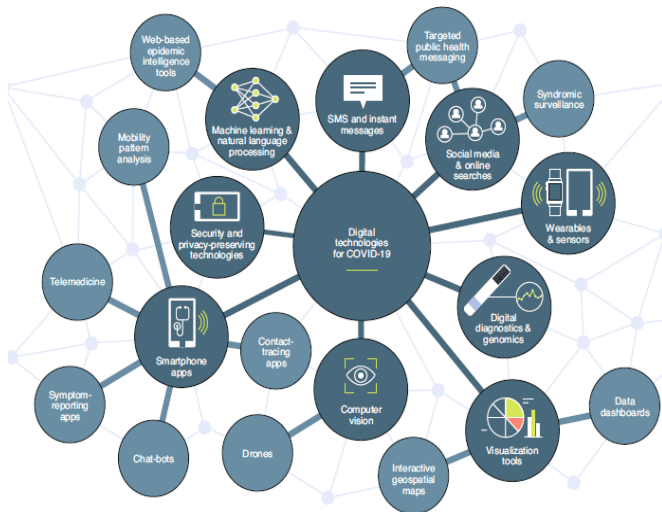 Web-based
epidemic
intelligence
tools
Targeted
public health
messaging
Machine learning &
natural language
processing
SMS and instant
messages
Social media
& online
searches
Syndromic
surveillance
Mobility
pattern
analysis
Security and
privacy-preserving
technologies
Digital
technologies
for COVID-19
Wearables
& sensors
Telemedicine
Smartphone
apps
Contact-
tracing apps
Digital
diagnostics &
genomics
Symptom-
reporting
apps
Chat-bots
Drones
Computer
vision
Interactive
geospatial
maps
Visualization
tools
Data
dashboards